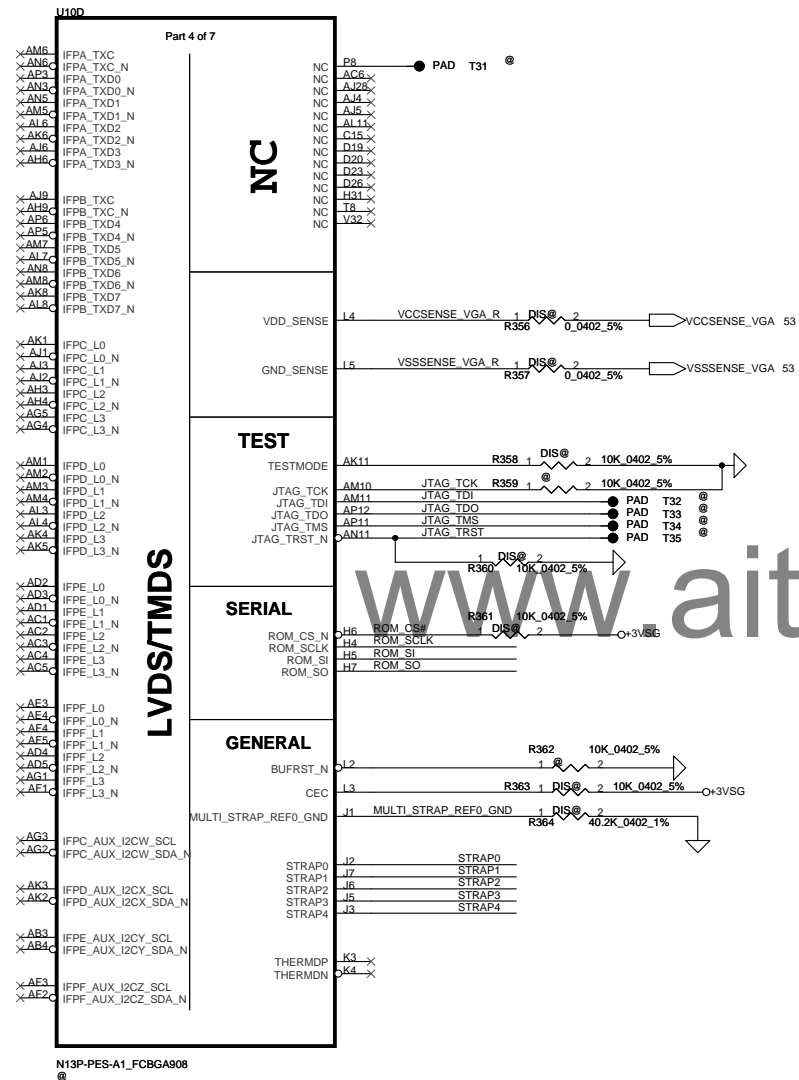 U10D
Part 4 of 7
AM6 IFPA_TXC
AN6 IFPA_TXC_N
AP3 IFPA_TXD0
AN3 IFPA_TXD0_N
AN5 IFPA_TXD1
AM5 IFPA_TXD1_N
AL6 IFPA_TXD2
AK6 IFPA_TXD2_N
AJ6 IFPA_TXD3
AH6 IFPA_TXD3_N
AJ9 IFPB_TXC
AH9 IFPB_TXC_N
AP6 IFPB_TXD4
AP5 IFPB_TXD4_N
AM7 IFPB_TXD5
AL7 IFPB_TXD5_N
AN8 IFPB_TXD6
AM8 IFPB_TXD6_N
AK8 IFPB_TXD7
AL8 IFPB_TXD7_N
AK1 IFPC_L0
AJ1 IFPC_L0_N
AJ3 IFPC_L1
AJ2 IFPC_L1_N
AH3 IFPC_L2
AH4 IFPC_L2_N
AG5 IFPC_L3
AG4 IFPC_L3_N
AM1 IFPD_L0
AM2 IFPD_L0_N
AM3 IFPD_L1
AM4 IFPD_L1_N
AL3 IFPD_L2
AL4 IFPD_L2_N
AK4 IFPD_L3
AK5 IFPD_L3_N
AD2 IFPE_L0
AD3 IFPE_L0_N
AD1 IFPE_L1
AC1 IFPE_L1_N
AC2 IFPE_L2
AC3 IFPE_L2_N
AC4 IFPE_L3
AC5 IFPE_L3_N
AE3 IFPF_L0
AE4 IFPF_L0_N
AF4 IFPF_L1
AF5 IFPF_L1_N
AD4 IFPF_L2
AD5 IFPF_L2_N
AG1 IFPF_L3
AF1 IFPF_L3_N
AG3 IFPC_AUX_I2CW_SCL
AG2 IFPC_AUX_I2CW_SDA_N
AK3 IFPD_AUX_I2CX_SCL
AK2 IFPD_AUX_I2CX_SDA_N
AB3 IFPE_AUX_I2CY_SCL
AB4 IFPE_AUX_I2CY_SDA_N
AF3 IFPF_AUX_I2CZ_SCL
AF2 IFPF_AUX_I2CZ_SDA_N
LVDS/TMDS
NC
NC P8 PAD T31 @
NC AC6
NC AJ28
NC AJ4
NC AJ5
NC AL11
NC C15
NC D19
NC D20
NC D23
NC D26
NC H31
NC T8
NC V32
VDD_SENSE L4 VCCSENSE_VGA_R 1 DIS@ 2 VCCSENSE_VGA 53
R356 0_0402_5%
GND_SENSE L5 VSSSENSE_VGA_R 1 DIS@ 2 VSSSENSE_VGA 53
R357 0_0402_5%
TEST
TESTMODE AK11 R358 1 DIS@ 2 10K_0402_5%
JTAG_TCK AM10 JTAG_TCK R359 1 @ 2 10K_0402_5%
JTAG_TDI AM11 JTAG_TDI PAD T32 @
JTAG_TDO AP12 JTAG_TDO PAD T33 @
JTAG_TMS AP11 JTAG_TMS PAD T34 @
JTAG_TRST_N AN11 JTAG_TRST PAD T35 @
1 DIS@ 2
R360 10K_0402_5%
SERIAL
R361 10K_0402_5%
ROM_CS_N H6 ROM_CS# 1 DIS@ 2 +3VSG
ROM_SCLK H4 ROM_SCLK
ROM_SI H5 ROM_SI
ROM_SO H7 ROM_SO
www.ait
GENERAL
R362 10K_0402_5%
BUFRST_N L2 1 @ 2
CEC L3 R363 1 DIS@ 2 10K_0402_5% +3VSG
MULTI_STRAP_REF0_GND J1 MULTI_STRAP_REF0_GND 1 DIS@ 2
R364 40.2K_0402_1%
STRAP0 J2 STRAP0
STRAP1 J7 STRAP1
STRAP2 J6 STRAP2
STRAP3 J5 STRAP3
STRAP4 J3 STRAP4
THERMDP K3
THERMDN K4
N13P-PES-A1_FCBGA908
@